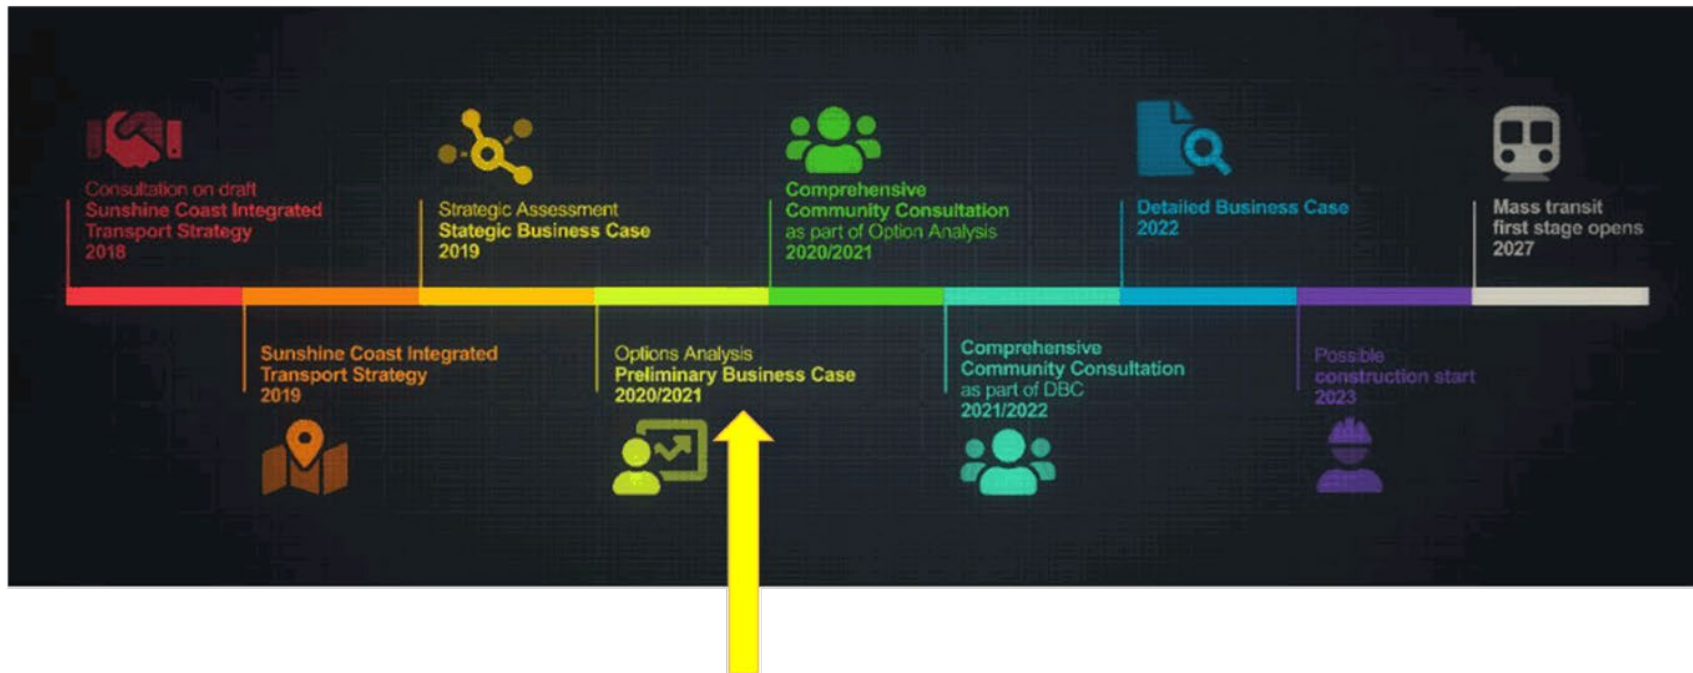 Consultation on draft
Sunshine Coast Integrated
Transport Strategy
2018
Sunshine Coast Integrated
Transport Strategy
2019
Strategic Assessment
Stategic Business Case
2019
Options Analysis
Preliminary Business Case
2020/2021
Comprehensive
Community Consultation
as part of Option Analysis
2020/2021
Comprehensive
Community Consultation
as part of DBC
2021/2022
Detailed Business Case
2022
Possible
construction start
2023
Mass transit
first stage opens
2027